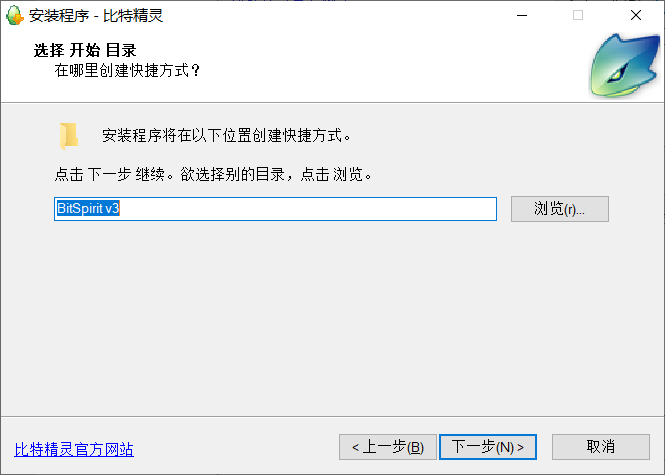 安装程序 - 比特精灵
选择 开始 目录
在哪里创建快捷方式？
安装程序将在以下位置创建快捷方式。
点击 下一步 继续。欲选择别的目录，点击 浏览。
BitSpirit v3
浏览(r)...
比特精灵官方网站
< 上一步(B)
下一步(N) >
取消